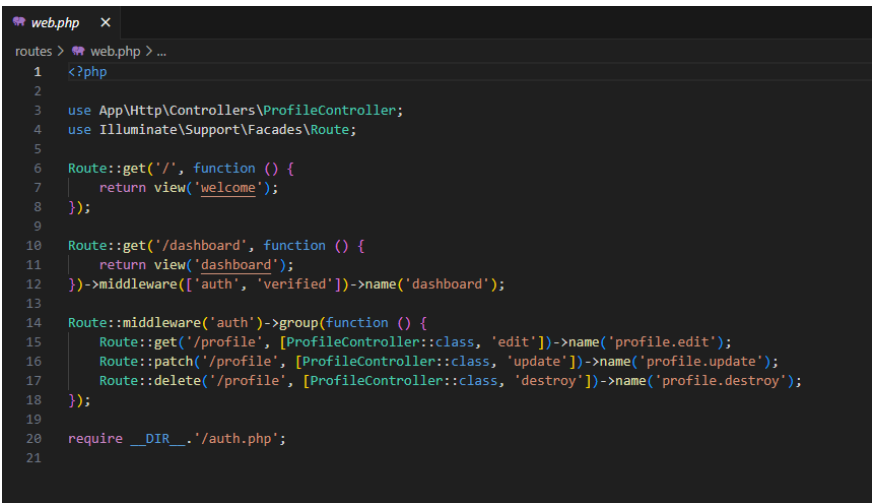 web.php
routes > web.php > ...
1 <?php
2
3 use App\Http\Controllers\ProfileController;
4 use Illuminate\Support\Facades\Route;
5
6 Route::get('/', function () {
7     return view('welcome');
8 });
9
10 Route::get('/dashboard', function () {
11     return view('dashboard');
12 })->middleware(['auth', 'verified'])->name('dashboard');
13
14 Route::middleware('auth')->group(function () {
15     Route::get('/profile', [ProfileController::class, 'edit'])->name('profile.edit');
16     Route::patch('/profile', [ProfileController::class, 'update'])->name('profile.update');
17     Route::delete('/profile', [ProfileController::class, 'destroy'])->name('profile.destroy');
18 });
19
20 require __DIR__.'/auth.php';
21